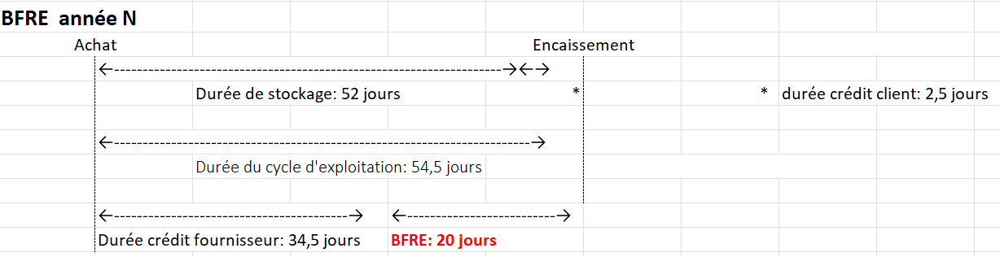 BFRE année N
Achat Encaissement
Durée de stockage: 52 jours * * durée crédit client: 2,5 jours
Durée du cycle d'exploitation: 54,5 jours
Durée crédit fournisseur: 34,5 jours BFRE: 20 jours